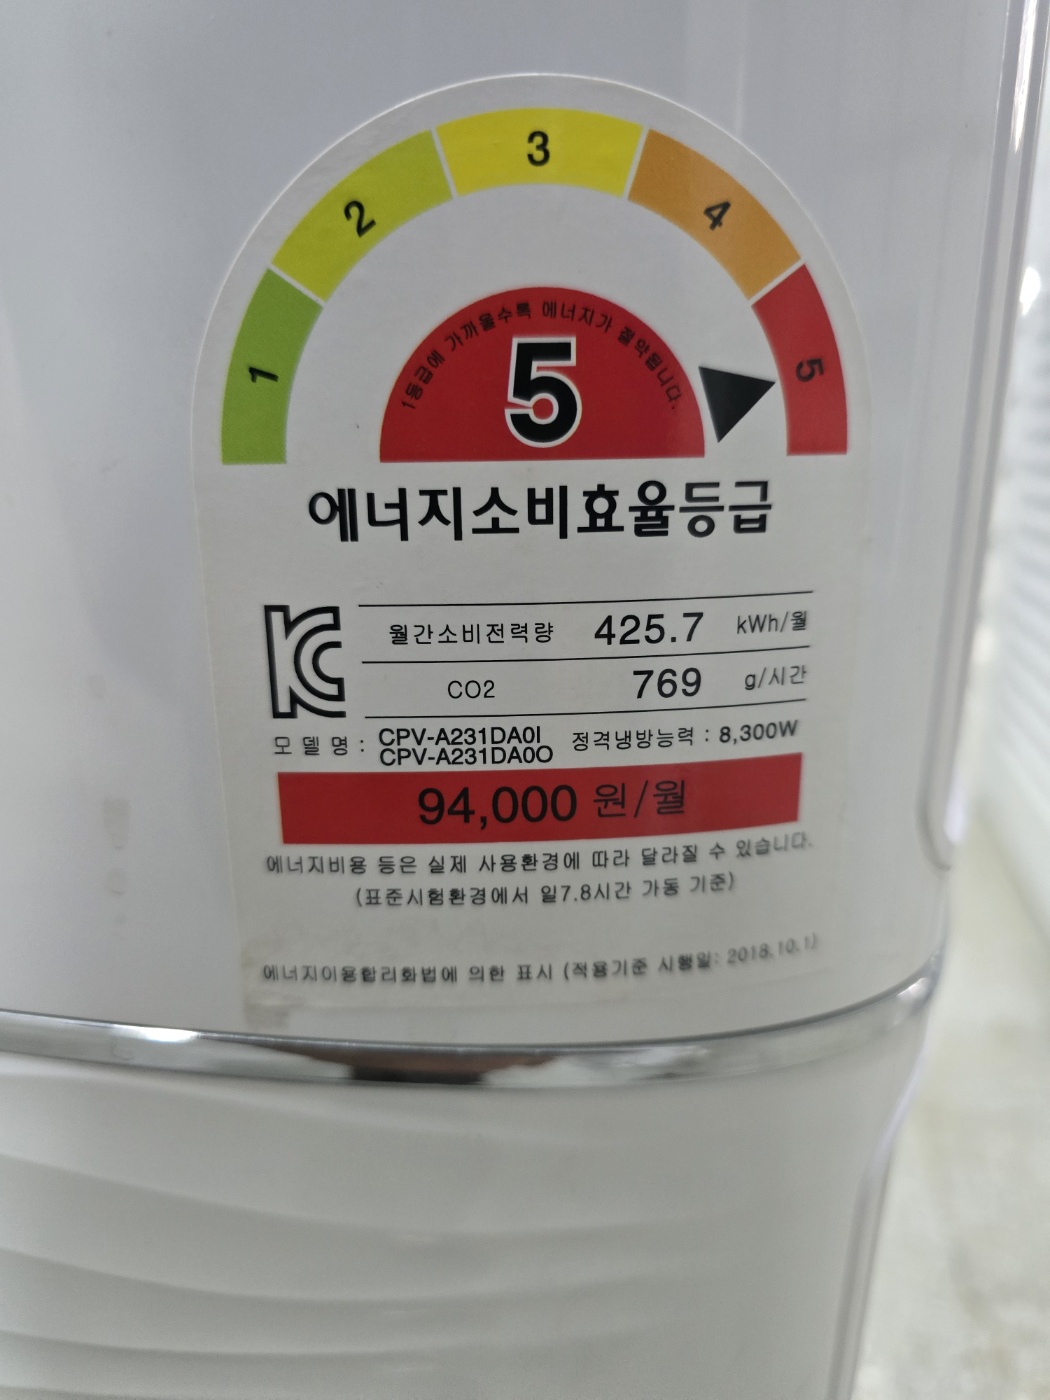 1 2 3 4 5
1등급에 가까울수록 에너지가 절약됩니다.
5
에너지소비효율등급
월간소비전력량 425.7 kWh/월
CO2 769 g/시간
모델명 : CPV-A231DA0I 정격냉방능력 : 8,300W
CPV-A231DA0O
94,000 원/월
에너지비용 등은 실제 사용환경에 따라 달라질 수 있습니다.
(표준시험환경에서 일7.8시간 가동 기준)
에너지이용합리화법에 의한 표시 (적용기준 시행일: 2018.10.1)